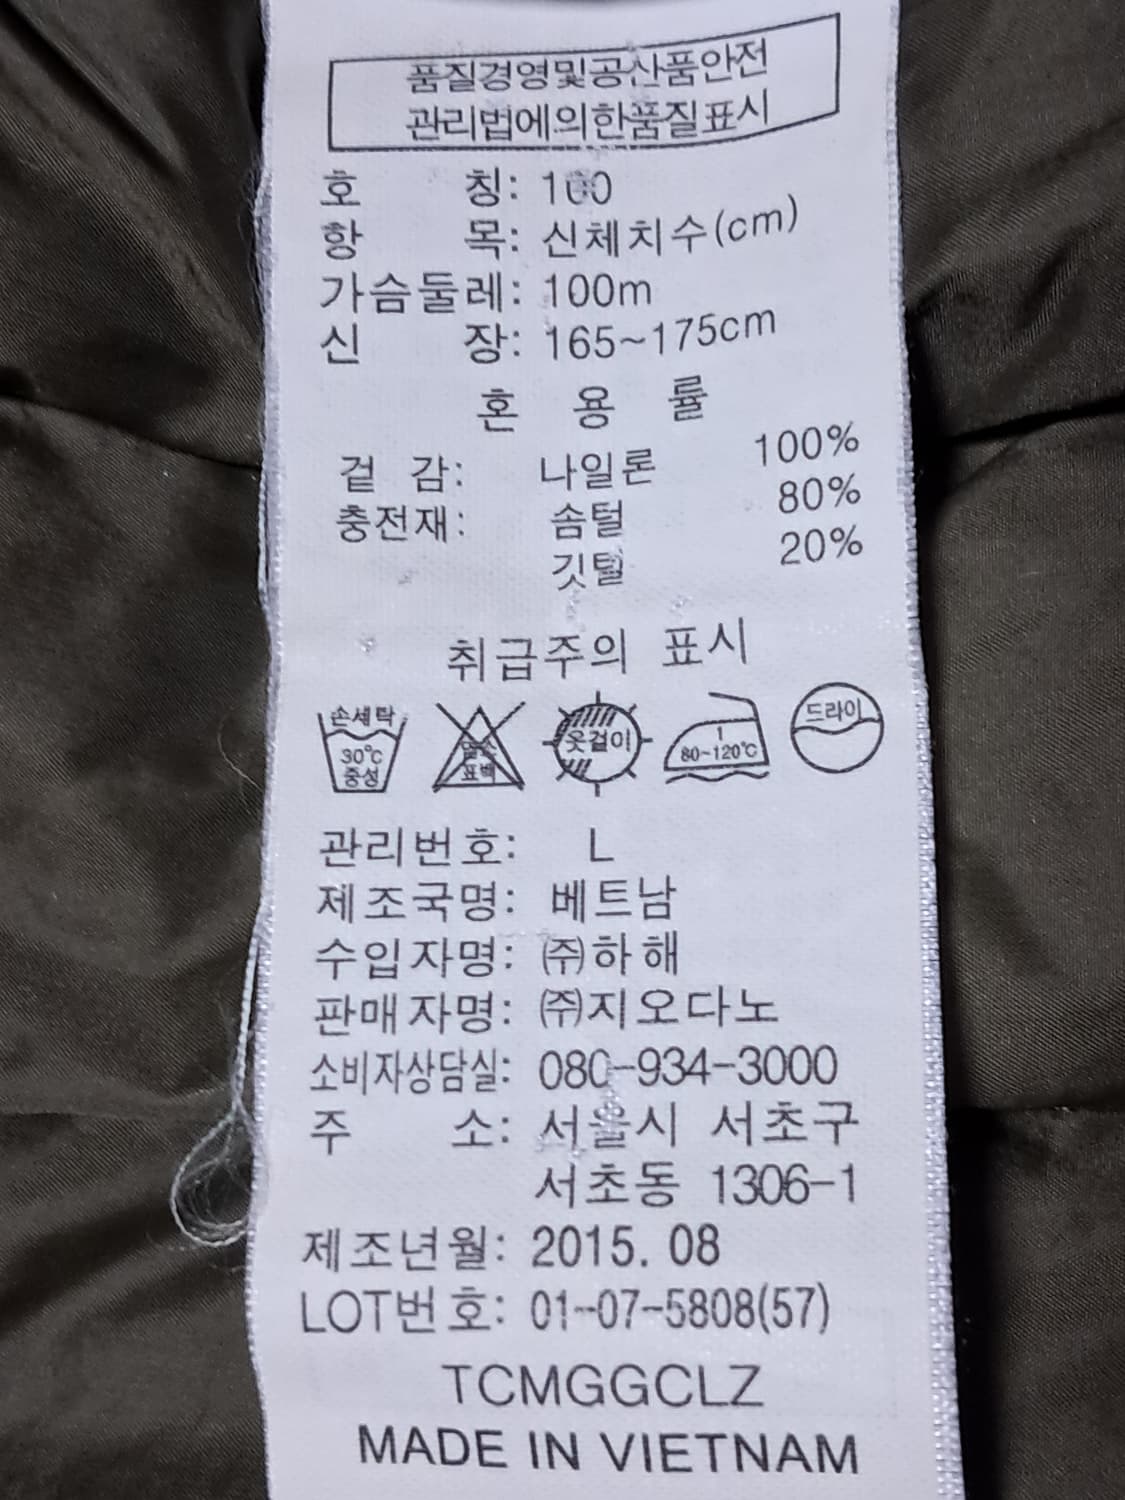 품질경영및공산품안전
관리법에의한품질표시
호 칭: 100
항 목: 신체치수(cm)
가슴둘레: 100m
신 장: 165~175cm
혼 용 률
겉 감: 나일론 100%
충전재: 솜털 80%
깃털 20%
취급주의 표시
손세탁
30℃
중성
염소
표백
옷걸이
1
80~120℃
드라이
관리번호: L
제조국명: 베트남
수입자명: ㈜하해
판매자명: ㈜지오다노
소비자상담실: 080-934-3000
주 소: 서울시 서초구
서초동 1306-1
제조년월: 2015. 08
LOT번호: 01-07-5808(57)
TCMGGCLZ
MADE IN VIETNAM